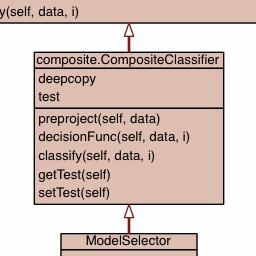 y(self, data, i)
composite.CompositeClassifier
deepcopy
test
preproject(self, data)
decisionFunc(self, data, i)
classify(self, data, i)
getTest(self)
setTest(self)
ModelSelector